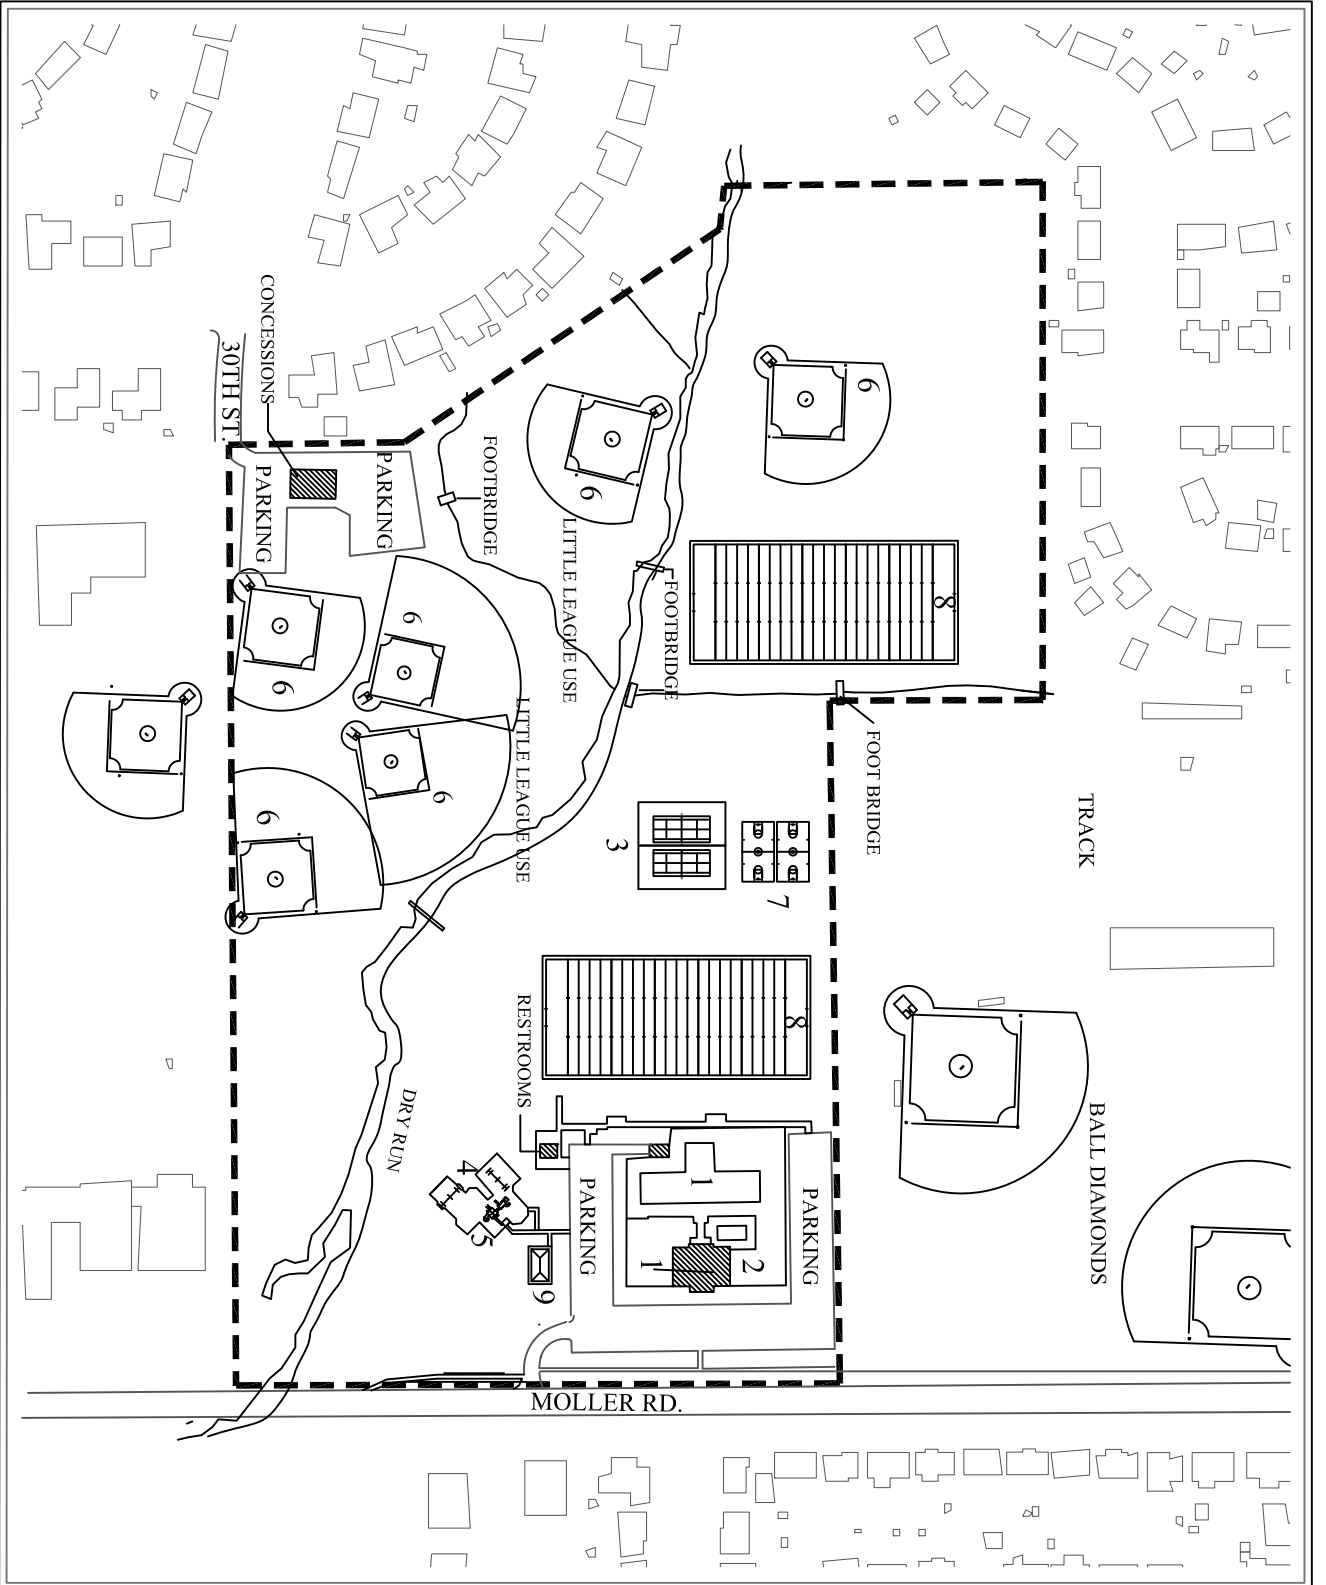 CONCESSIONS
30TH ST.
PARKING
PARKING
FOOTBRIDGE
6
6
LITTLE LEAGUE USE
FOOTBRIDGE
8
6
6
LITTLE LEAGUE USE
6
6
FOOT BRIDGE
TRACK
3
7
8
RESTROOMS
DRY RUN
BALL DIAMONDS
4
5
9
PARKING
1
1
2
PARKING
MOLLER RD.